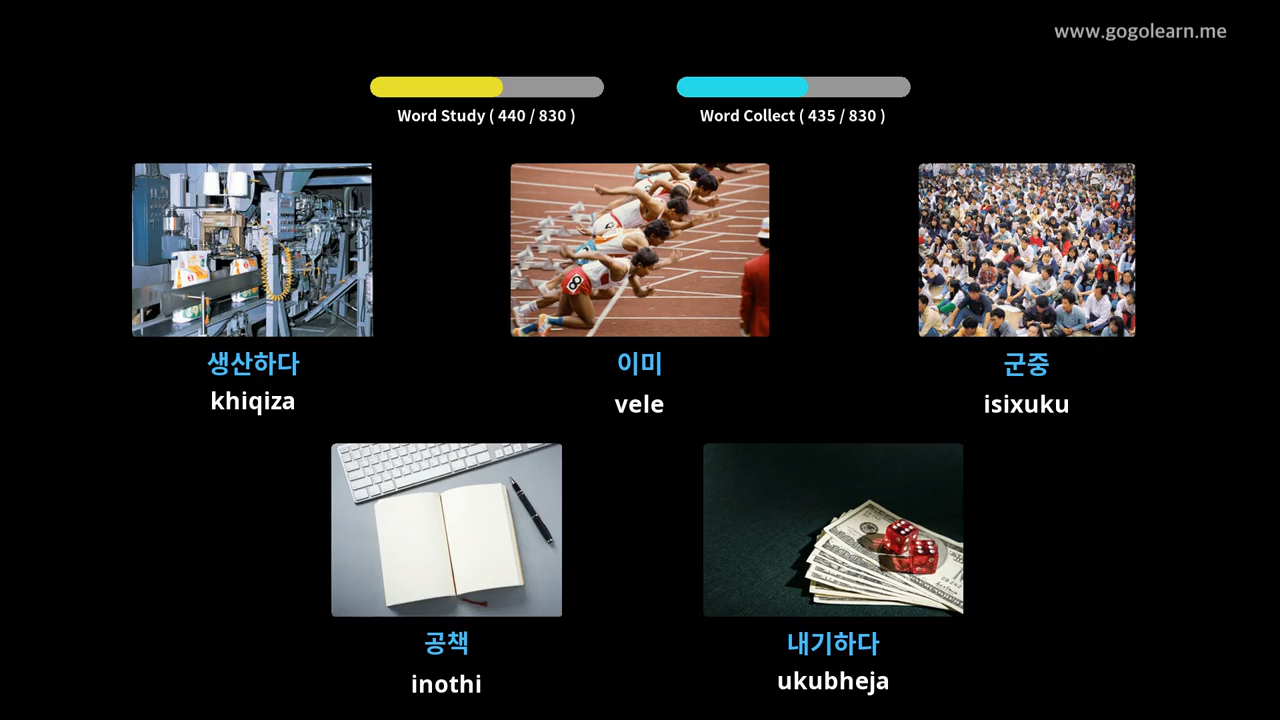 www.gogolearn.me
Word Study ( 440 / 830 )
Word Collect ( 435 / 830 )
생산하다
khiqiza
이미
vele
군중
isixuku
공책
inothi
내기하다
ukubheja